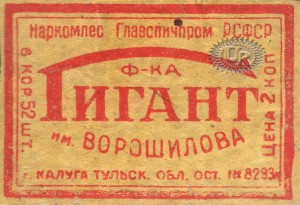 Наркомлес Главспичпром РСФСР
6 КОР. 52 ШТ.
Ф-КА
ГИГАНТ
ИМ. ВОРОШИЛОВА
ЦЕНА 2 КОП
КАЛУГА ТУЛЬСК. ОБЛ. ОСТ. № 8293